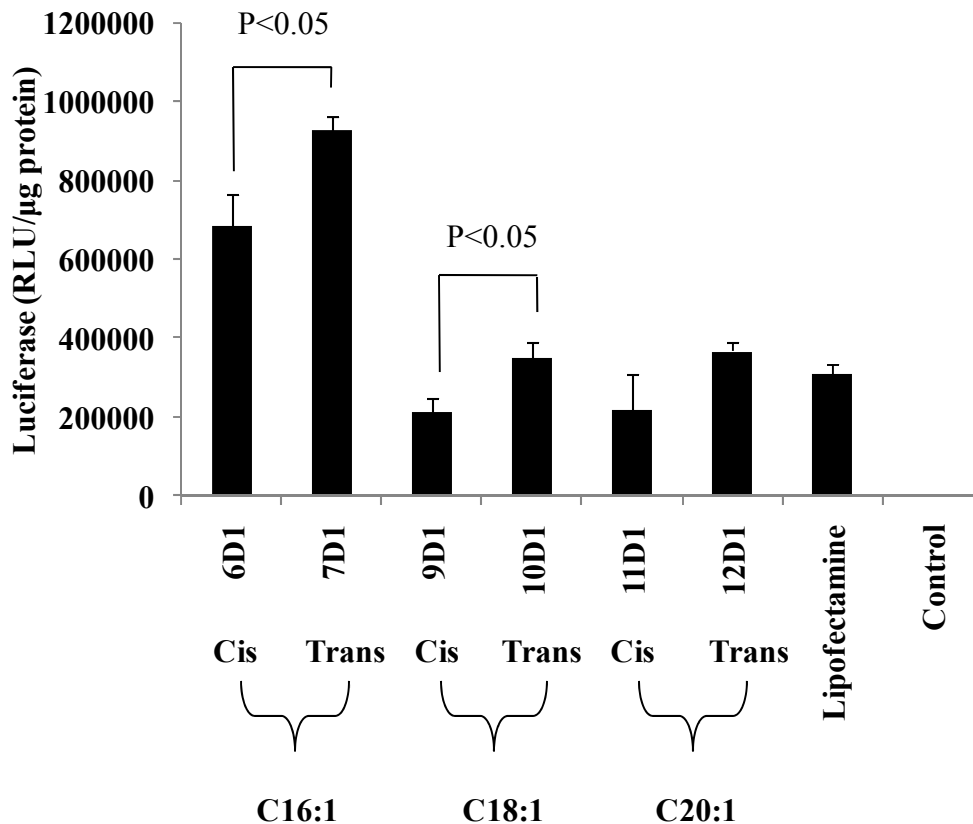 Luciferase (RLU/µg protein)
1200000
1000000
800000
600000
400000
200000
0
P<0.05
P<0.05
6D1
7D1
9D1
10D1
11D1
12D1
Lipofectamine
Control
Cis
Trans
Cis
Trans
Cis
Trans
C16:1
C18:1
C20:1